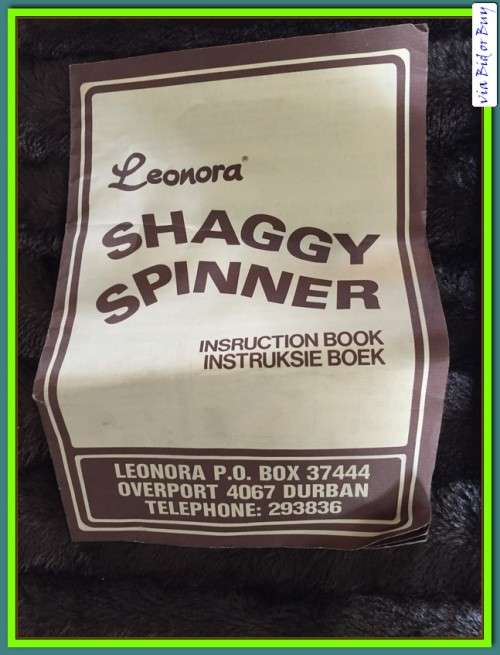 via Bid or Buy
Leonora®
SHAGGY
SPINNER
INSRUCTION BOOK
INSTRUKSIE BOEK
LEONORA P.O. BOX 37444
OVERPORT 4067 DURBAN
TELEPHONE: 293836